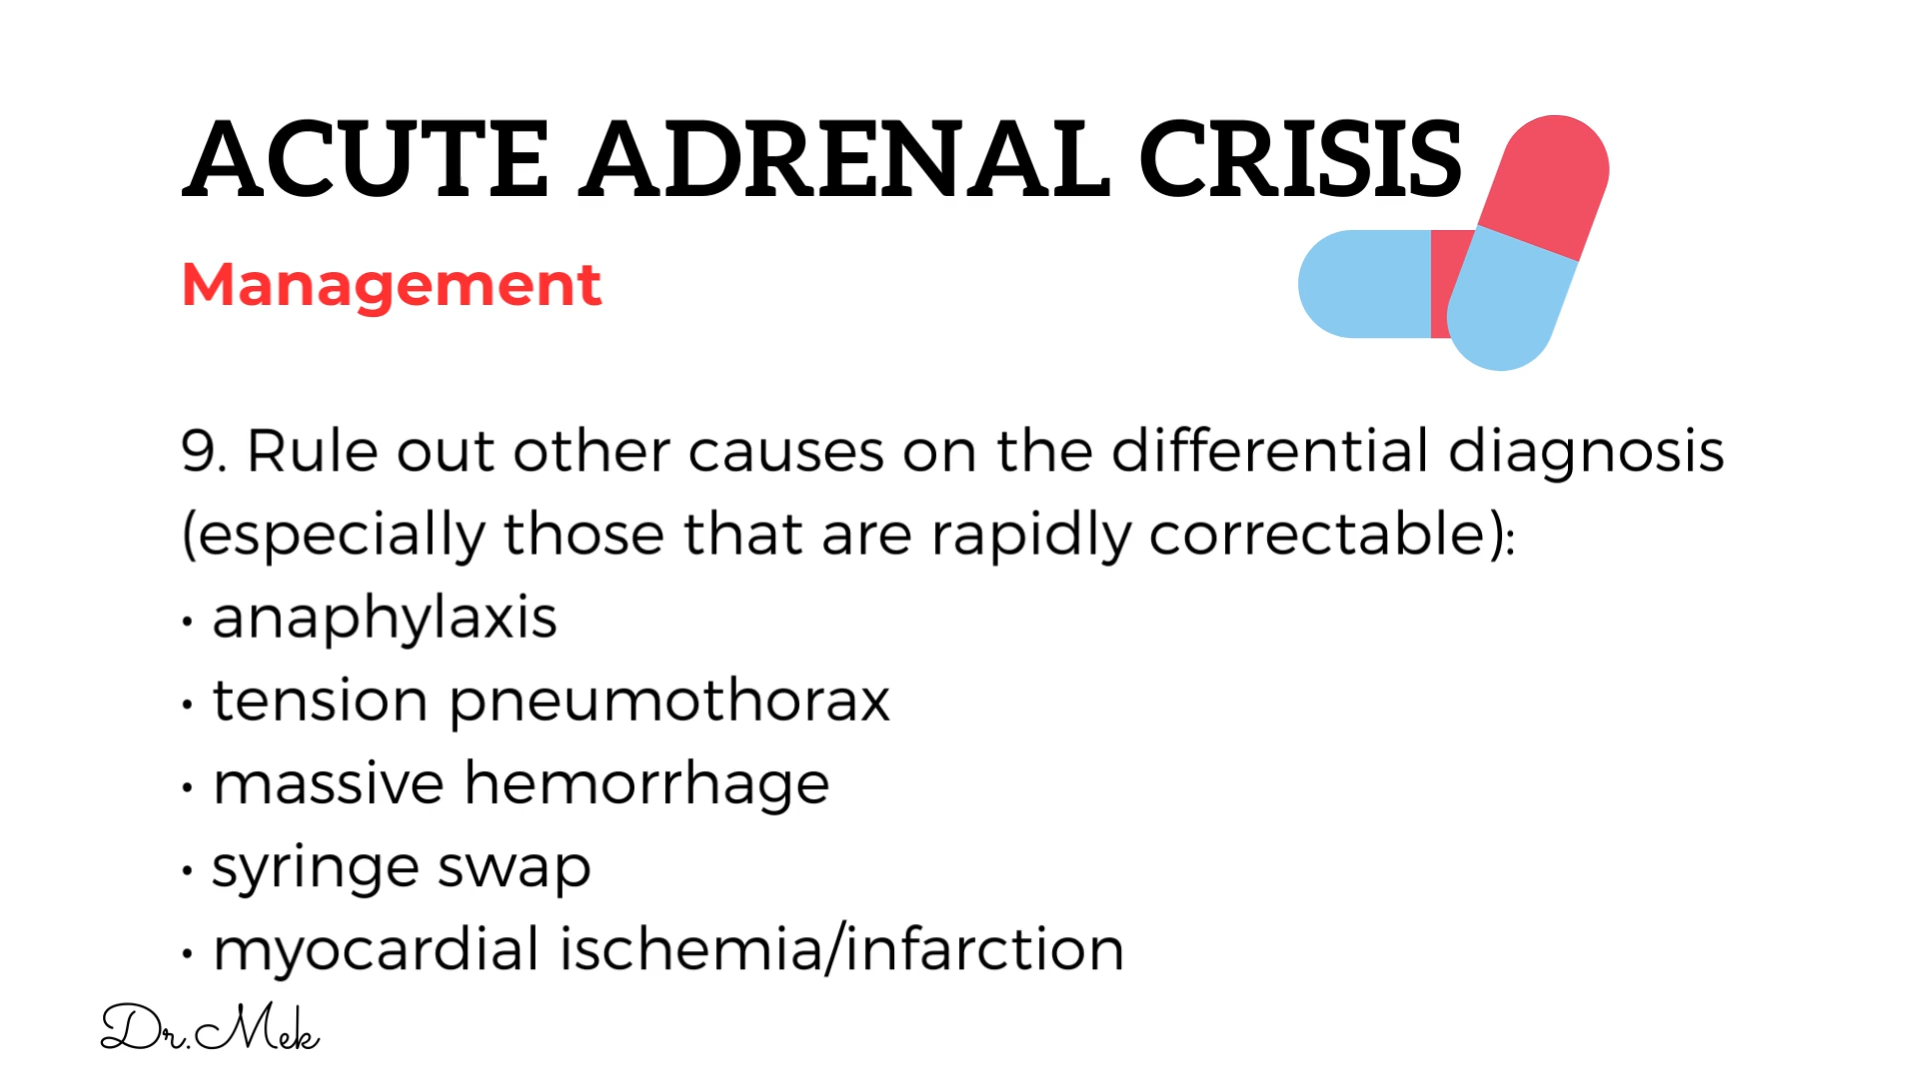 ACUTE ADRENAL CRISIS
Management
9. Rule out other causes on the differential diagnosis
(especially those that are rapidly correctable):
• anaphylaxis
• tension pneumothorax
• massive hemorrhage
• syringe swap
• myocardial ischemia/infarction
Dr.Mek